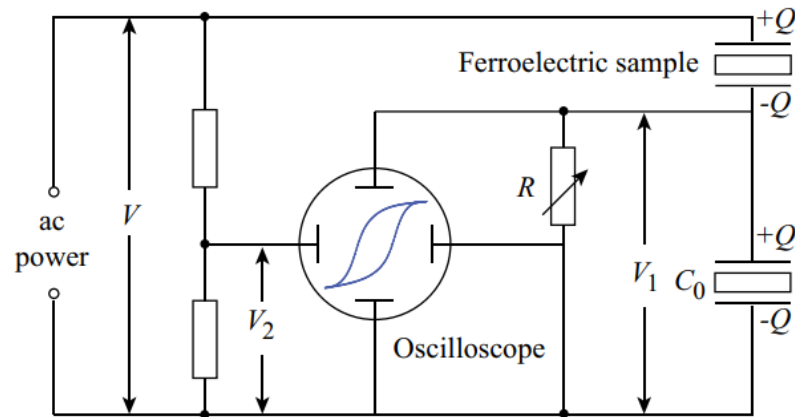 +Q
Ferroelectric sample
-Q
R
ac
power
V
+Q
V1
C0
V2
-Q
Oscilloscope